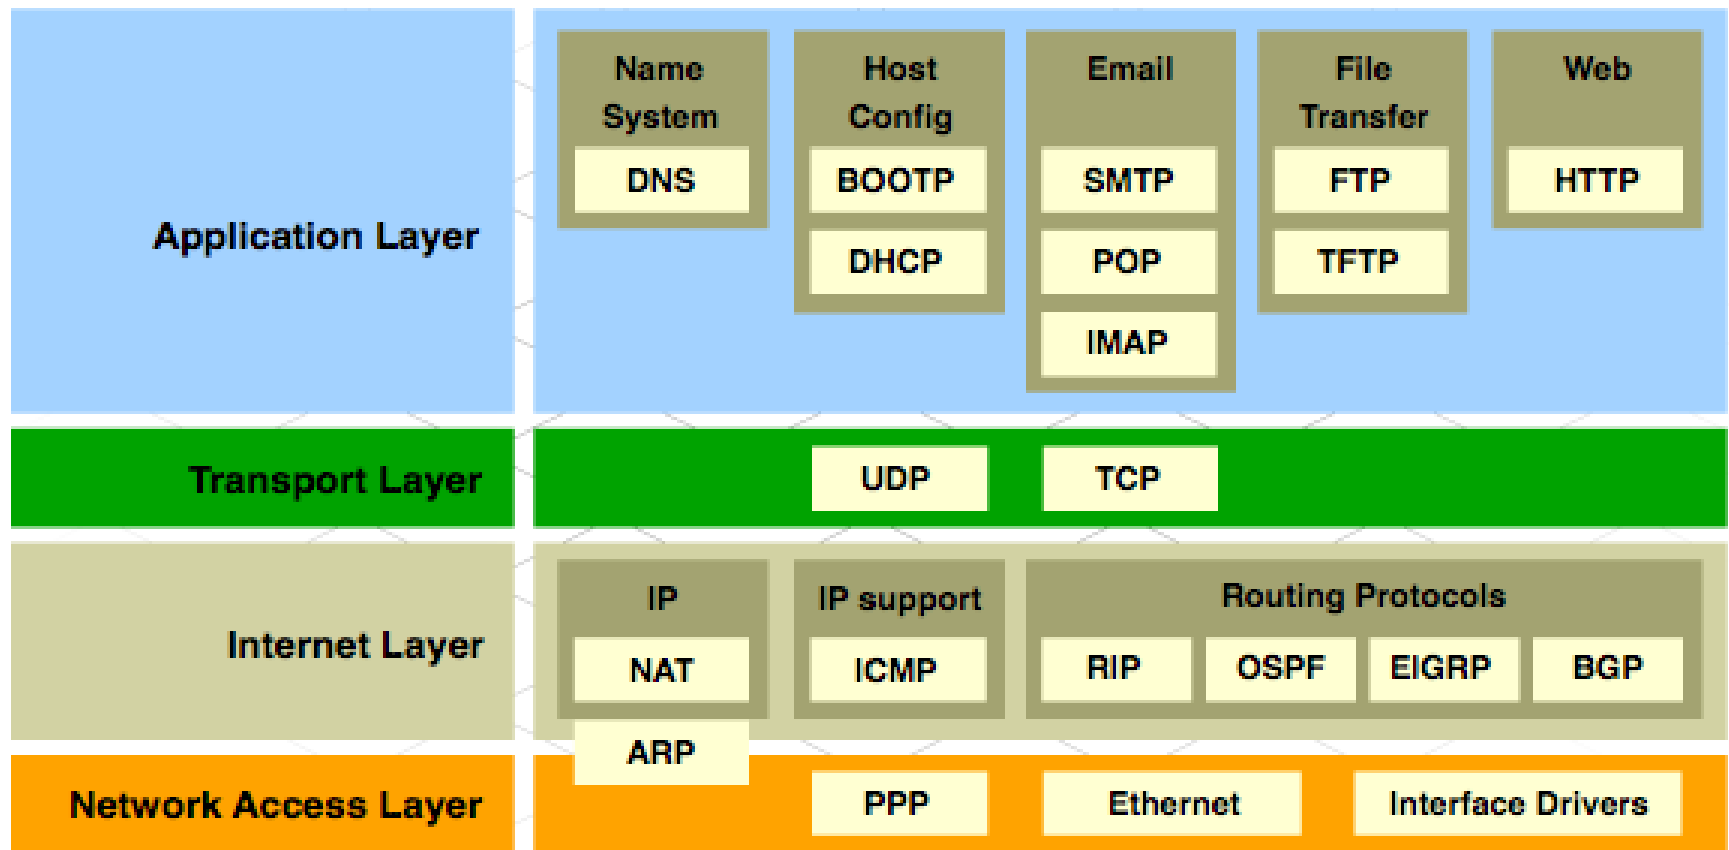 Application Layer
Name
System
DNS
Host
Config
BOOTP
DHCP
Email
SMTP
POP
IMAP
File
Transfer
FTP
TFTP
Web
HTTP
Transport Layer
UDP
TCP
Internet Layer
IP
NAT
ARP
IP support
ICMP
Routing Protocols
RIP
OSPF
EIGRP
BGP
Network Access Layer
PPP
Ethernet
Interface Drivers